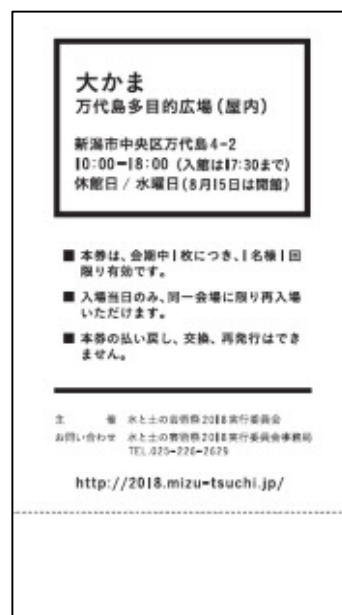 大かま
万代島多目的広場(屋内)
新潟市中央区万代島4-2
10:00-18:00 (入館は17:30まで)
休館日 / 水曜日(8月15日は開館)
■ 本券は、会期中1枚につき、1名様1回
限り有効です。
■ 入場当日のみ、同一会場に限り再入場
いただけます。
■ 本券の払い戻し、交換、再発行はでき
ません。
主 催 水と土の芸術祭2018実行委員会
お問い合わせ 水と土の芸術祭2018実行委員会事務局
TEL.025-226-2629
http://2018.mizu-tsuchi.jp/